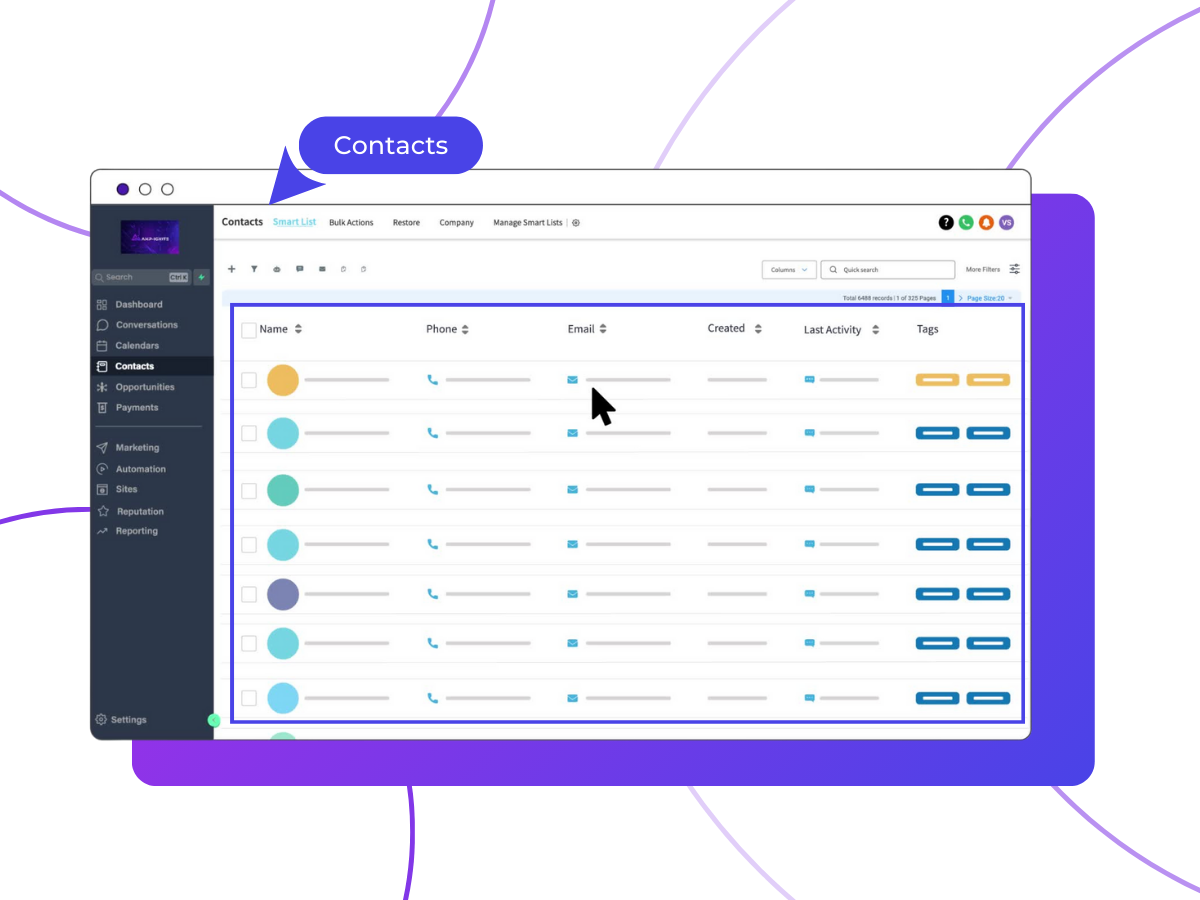 Contacts
Contacts Smart List Bulk Actions Restore Company Manage Smart Lists ? VS
Search Ctrl K
Columns Quick search More Filters
Total 6488 records | 1 of 325 Pages 1 Page Size: 20
Name Phone Email Created Last Activity Tags
Dashboard
Conversations
Calendars
Contacts
Opportunities
Payments
Marketing
Automation
Sites
Reputation
Reporting
Settings